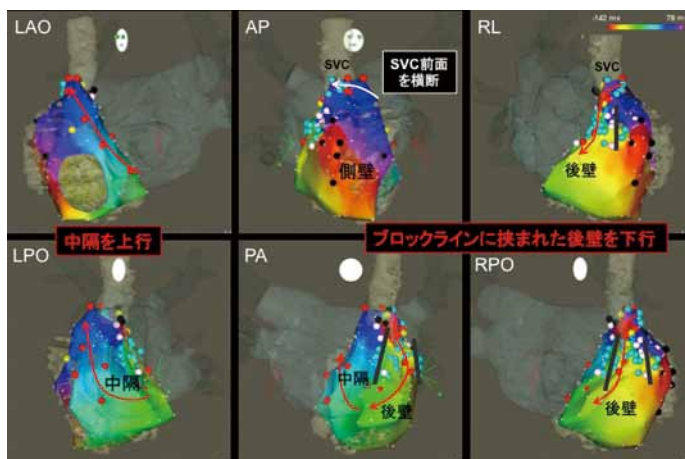 LAO
AP
SVC
SVC前面
を横断
側壁
RL
-142 ms
78 ms
SVC
後壁
中隔を上行
ブロックラインに挟まれた後壁を下行
LPO
中隔
PA
中隔
後壁
RPO
後壁